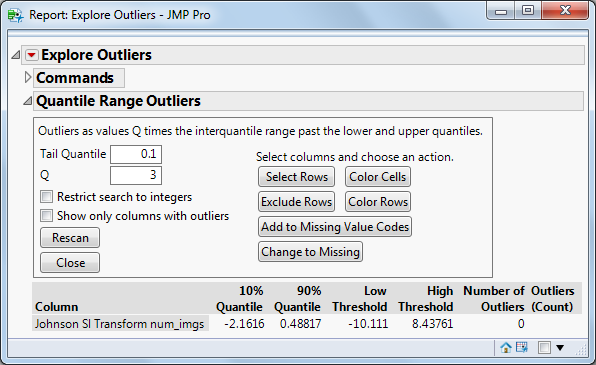 Report: Explore Outliers - JMP Pro
Explore Outliers
Commands
Quantile Range Outliers
Outliers as values Q times the interquantile range past the lower and upper quantiles.
Tail Quantile 0.1
Q 3
Restrict search to integers
Show only columns with outliers
Rescan
Close
Select columns and choose an action.
Select Rows Color Cells
Exclude Rows Color Rows
Add to Missing Value Codes
Change to Missing
10% 90% Low High Number of Outliers
Column Quantile Quantile Threshold Threshold Outliers (Count)
Johnson Sl Transform num_imgs -2.1616 0.48817 -10.111 8.43761 0